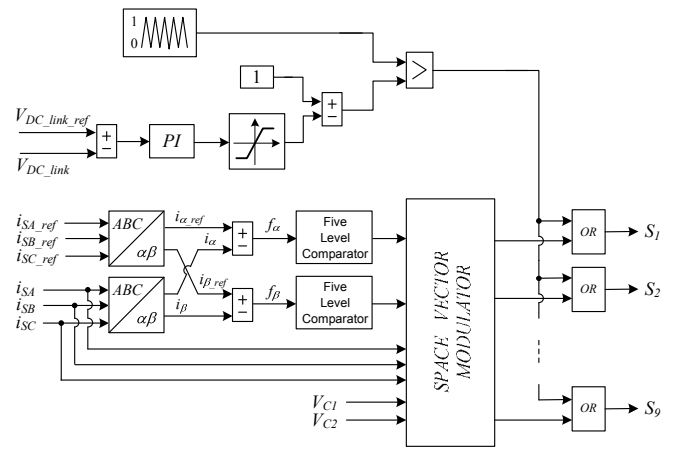 1
0
>
1
+
−
V_DC_link_ref
+
−
PI
V_DC_link
i_SA_ref
i_SB_ref
i_SC_ref
ABC
αβ
i_α_ref
i_α
+
−
f_α
Five
Level
Comparator
i_SA
i_SB
i_SC
ABC
αβ
i_β_ref
i_β
+
−
f_β
Five
Level
Comparator
V_C1
V_C2
SPACE VECTOR
MODULATOR
OR
S_1
OR
S_2
OR
S_9